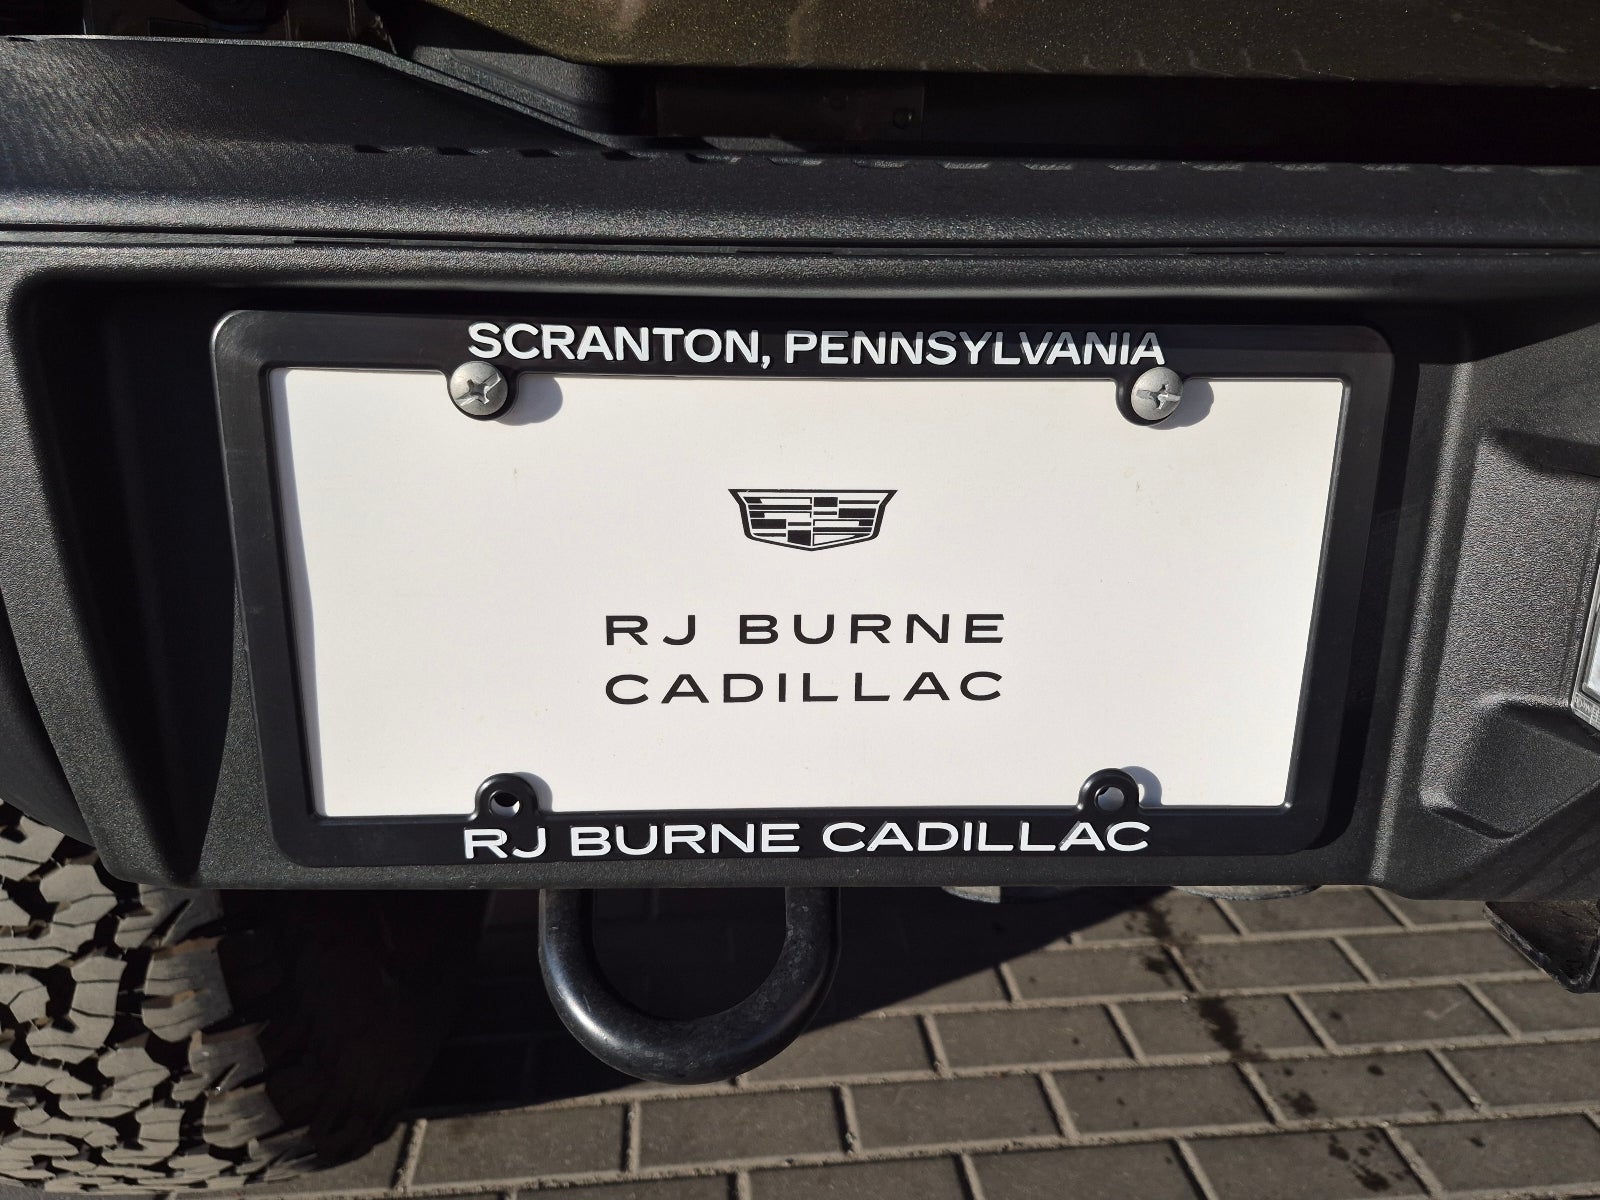 SCRANTON, PENNSYLVANIA
RJ BURNE
CADILLAC
RJ BURNE CADILLAC